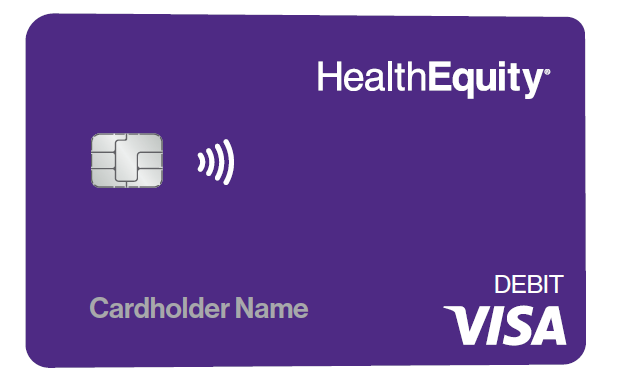 HealthEquity®
Cardholder Name
DEBIT
VISA